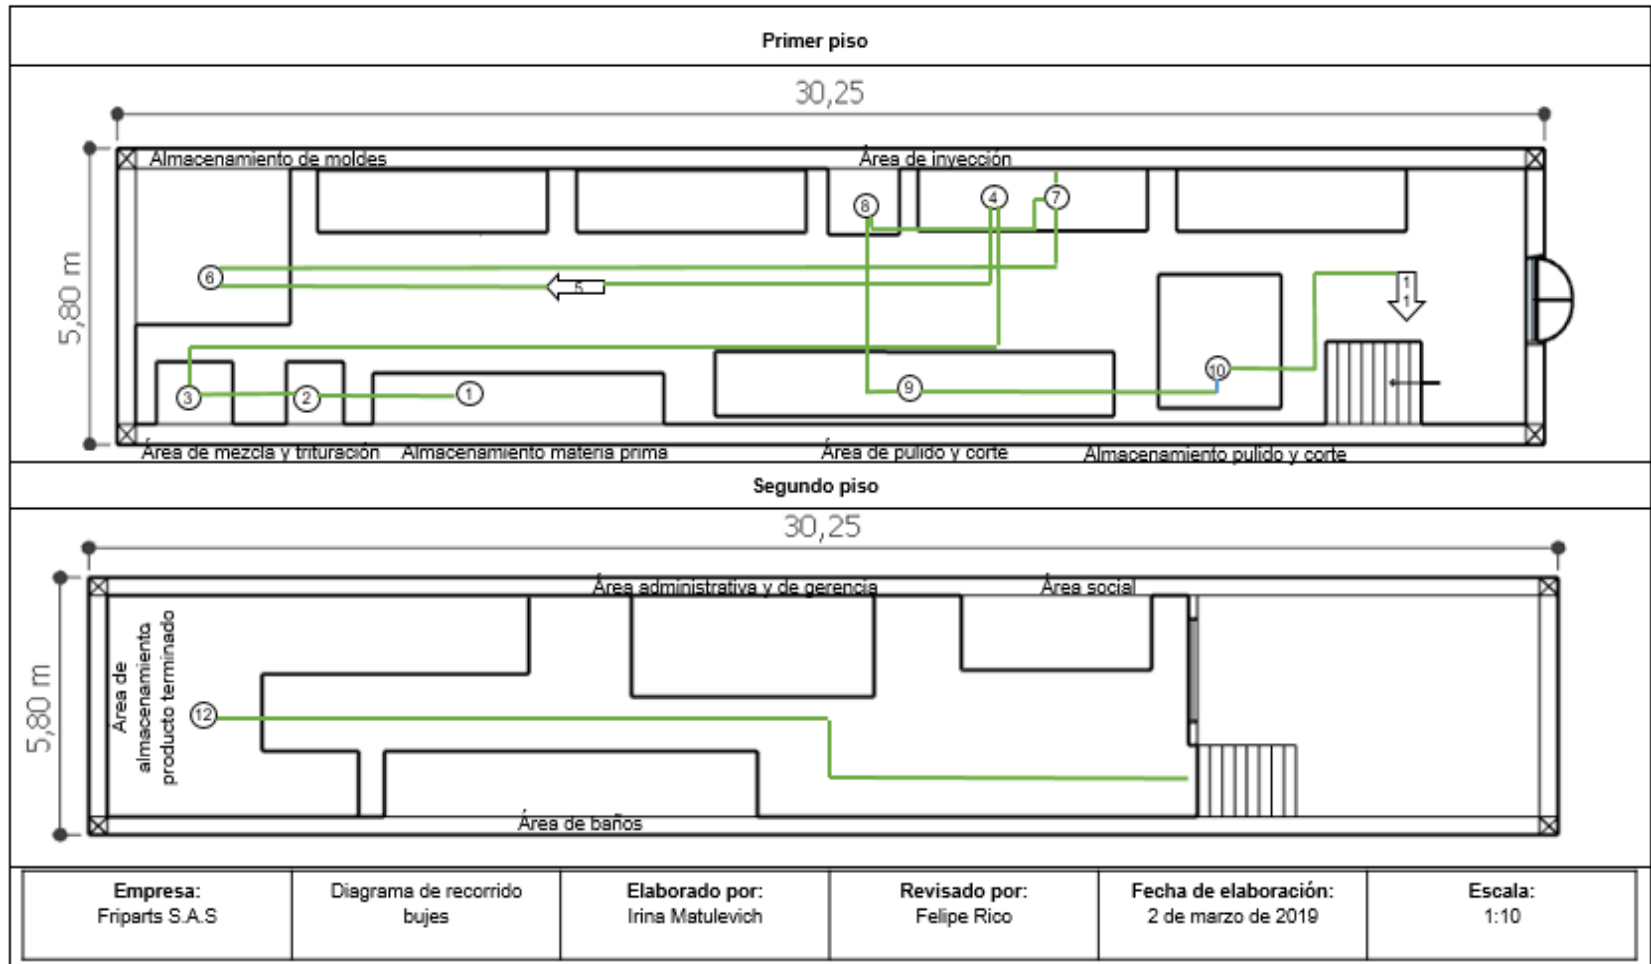 Primer piso
30,25
Almacenamiento de moldes
Área de inyección
5,80 m
8
4
7
6
5
1
1
10
3
2
1
9
Área de mezcla y trituración
Almacenamiento materia prima
Área de pulido y corte
Almacenamiento pulido y corte
Segundo piso
30,25
Área administrativa y de gerencia
Área social
5,80 m
Área de
almacenamiento
producto terminado
12
Área de baños
Empresa:
Friparts S.A.S
Diagrama de recorrido
bujes
Elaborado por:
Irina Matulevich
Revisado por:
Felipe Rico
Fecha de elaboración:
2 de marzo de 2019
Escala:
1:10